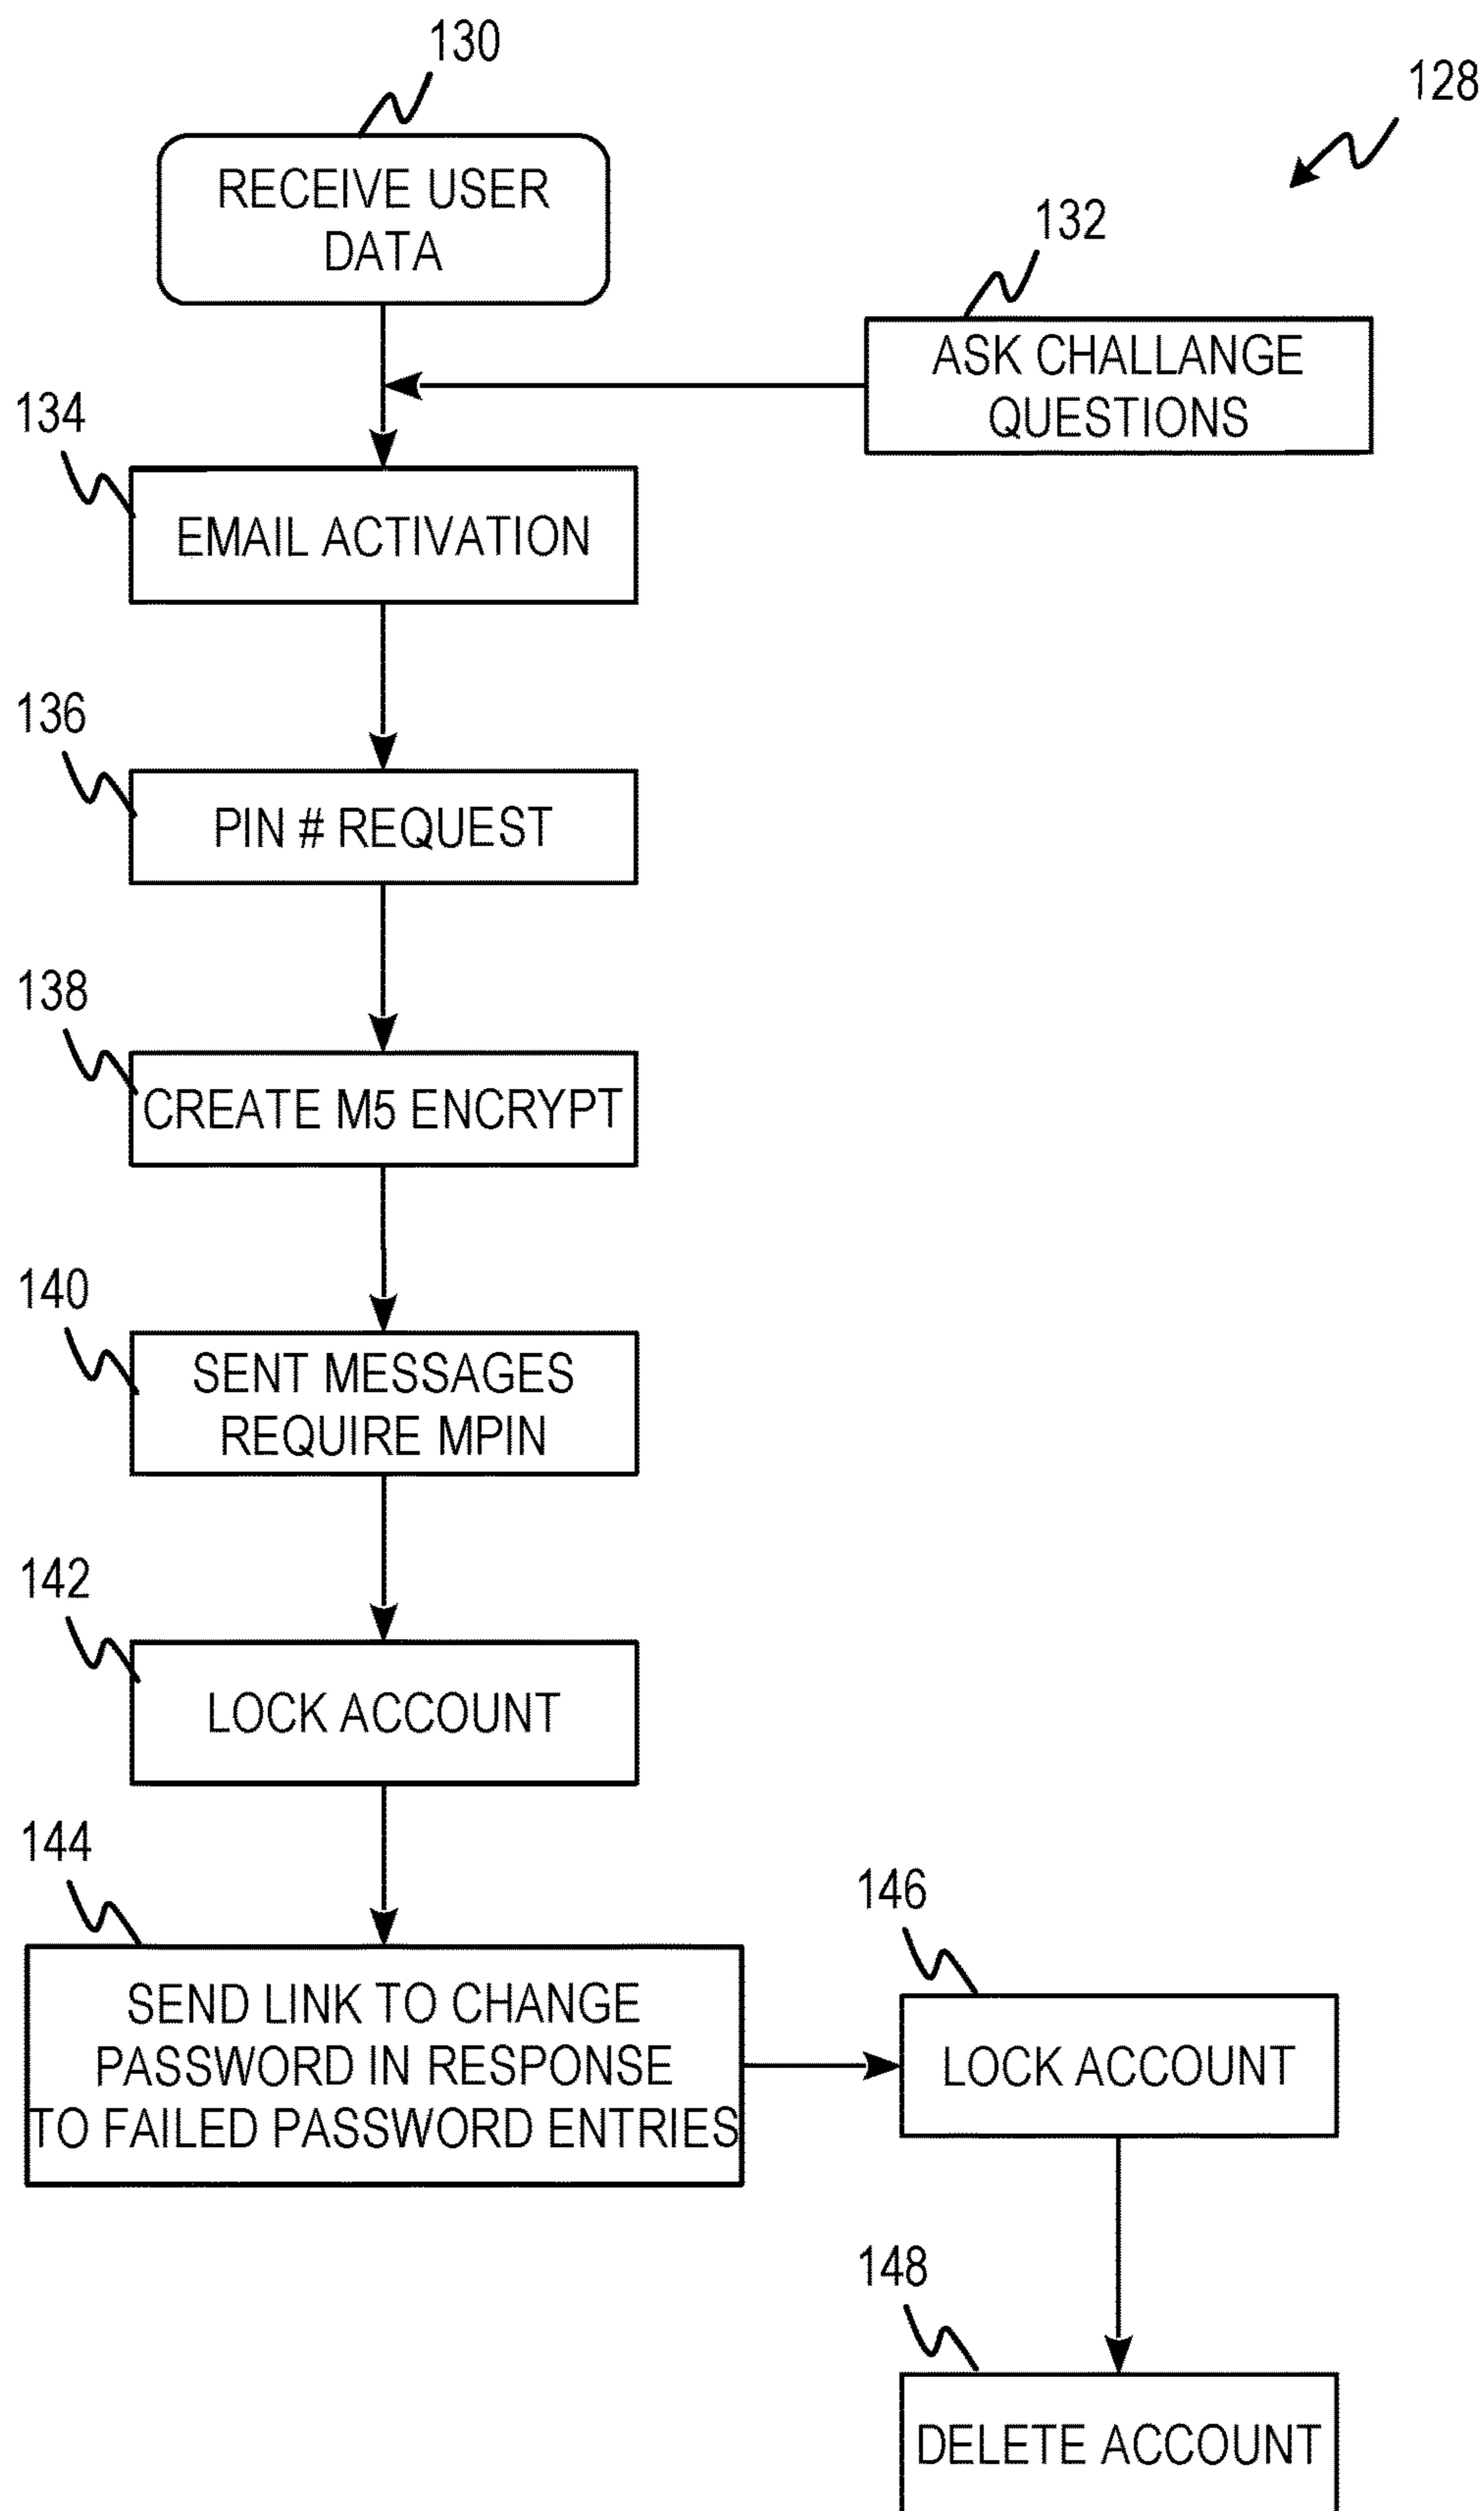 130
128
RECEIVE USER
DATA
132
ASK CHALLANGE
QUESTIONS
134
EMAIL ACTIVATION
136
PIN # REQUEST
138
CREATE M5 ENCRYPT
140
SENT MESSAGES
REQUIRE MPIN
142
LOCK ACCOUNT
144
SEND LINK TO CHANGE
PASSWORD IN RESPONSE
TO FAILED PASSWORD ENTRIES
146
LOCK ACCOUNT
148
DELETE ACCOUNT